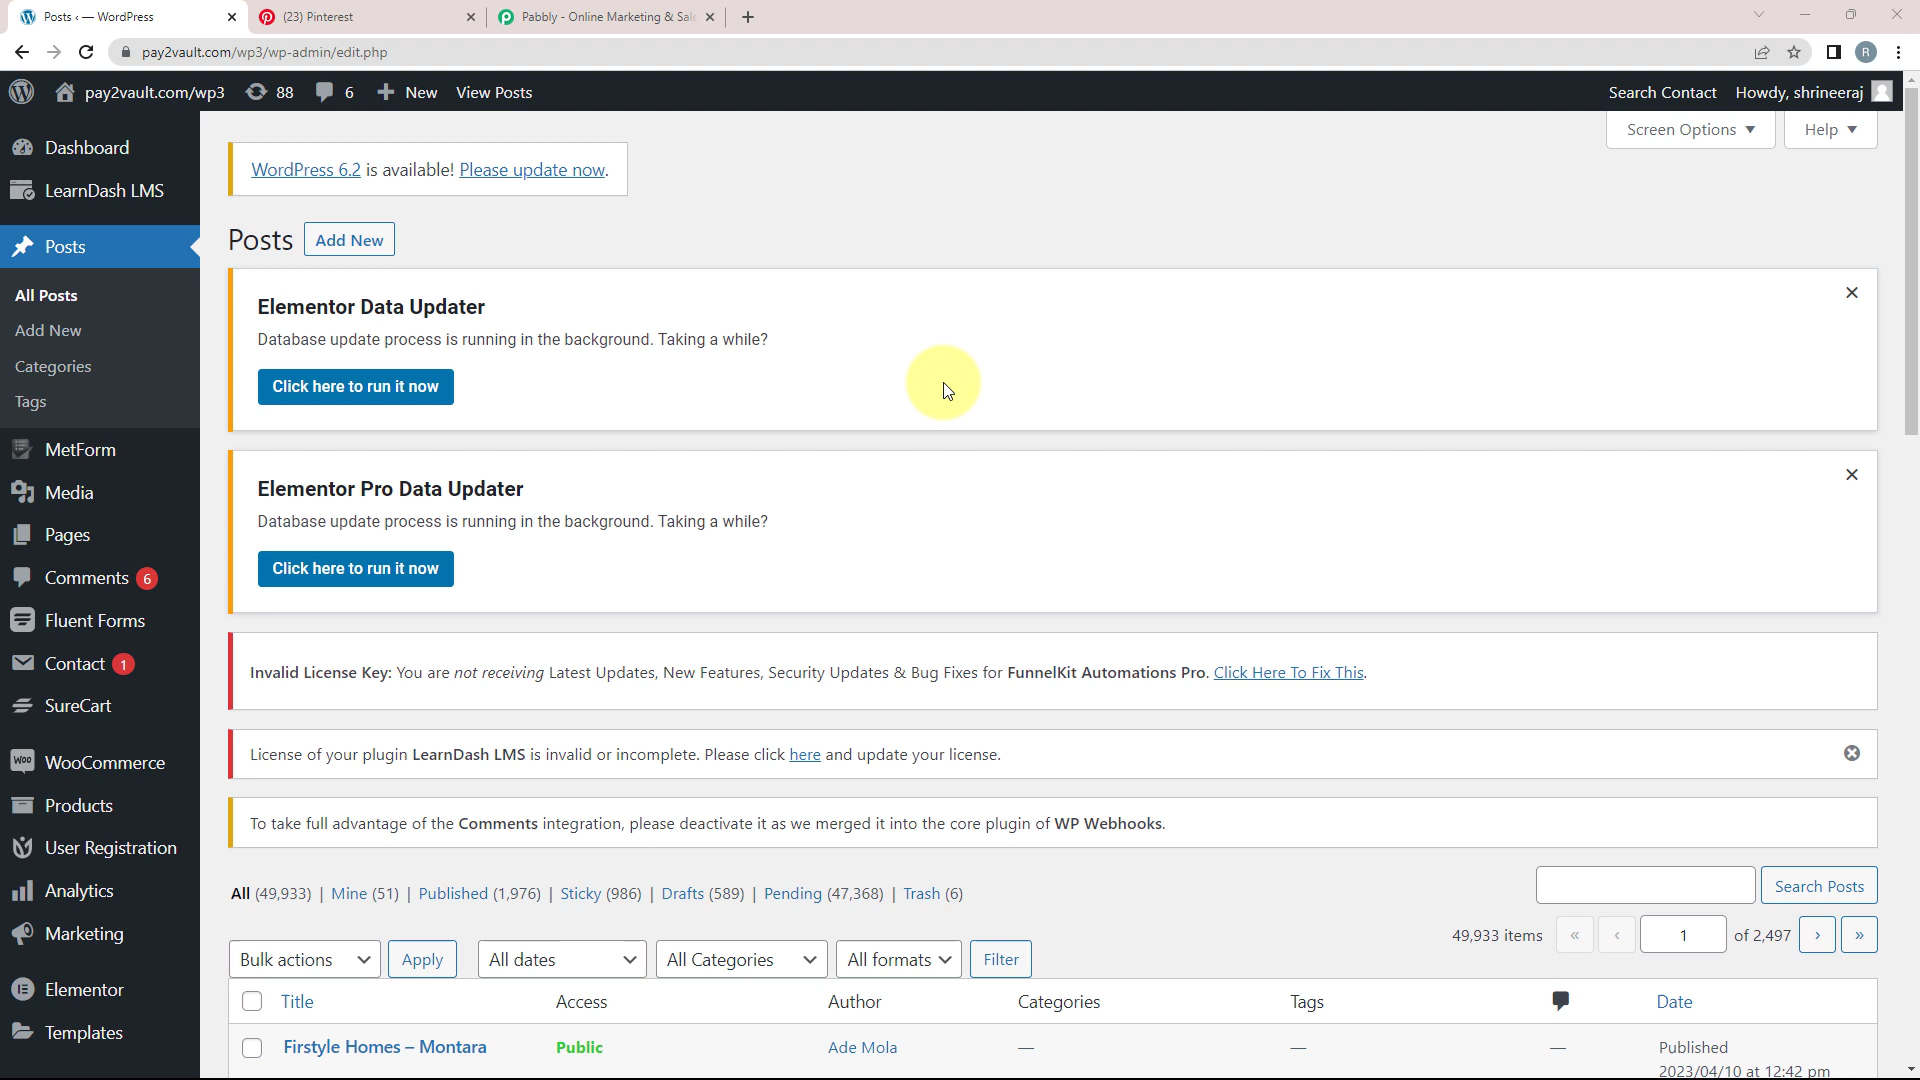 Posts ‹ — WordPress
(23) Pinterest
Pabbly - Online Marketing & Sal
pay2vault.com/wp3/wp-admin/edit.php
R
pay2vault.com/wp3
88
6
New
View Posts
Search Contact
Howdy, shrineeraj
Dashboard
LearnDash LMS
Posts
All Posts
Add New
Categories
Tags
MetForm
Media
Pages
Comments 6
Fluent Forms
Contact 1
SureCart
WooCommerce
Products
User Registration
Analytics
Marketing
Elementor
Templates
Screen Options
Help
WordPress 6.2 is available! Please update now.
Posts
Add New
Elementor Data Updater
Database update process is running in the background. Taking a while?
Click here to run it now
Elementor Pro Data Updater
Database update process is running in the background. Taking a while?
Click here to run it now
Invalid License Key: You are not receiving Latest Updates, New Features, Security Updates & Bug Fixes for FunnelKit Automations Pro. Click Here To Fix This.
License of your plugin LearnDash LMS is invalid or incomplete. Please click here and update your license.
To take full advantage of the Comments integration, please deactivate it as we merged it into the core plugin of WP Webhooks.
All (49,933) | Mine (51) | Published (1,976) | Sticky (986) | Drafts (589) | Pending (47,368) | Trash (6)
Search Posts
49,933 items « ‹ 1 of 2,497 › »
Bulk actions
Apply
All dates
All Categories
All formats
Filter
Title
Access
Author
Categories
Tags
Date
Firstyle Homes – Montara
Public
Ade Mola
—
—
—
Published
2023/04/10 at 12:42 pm